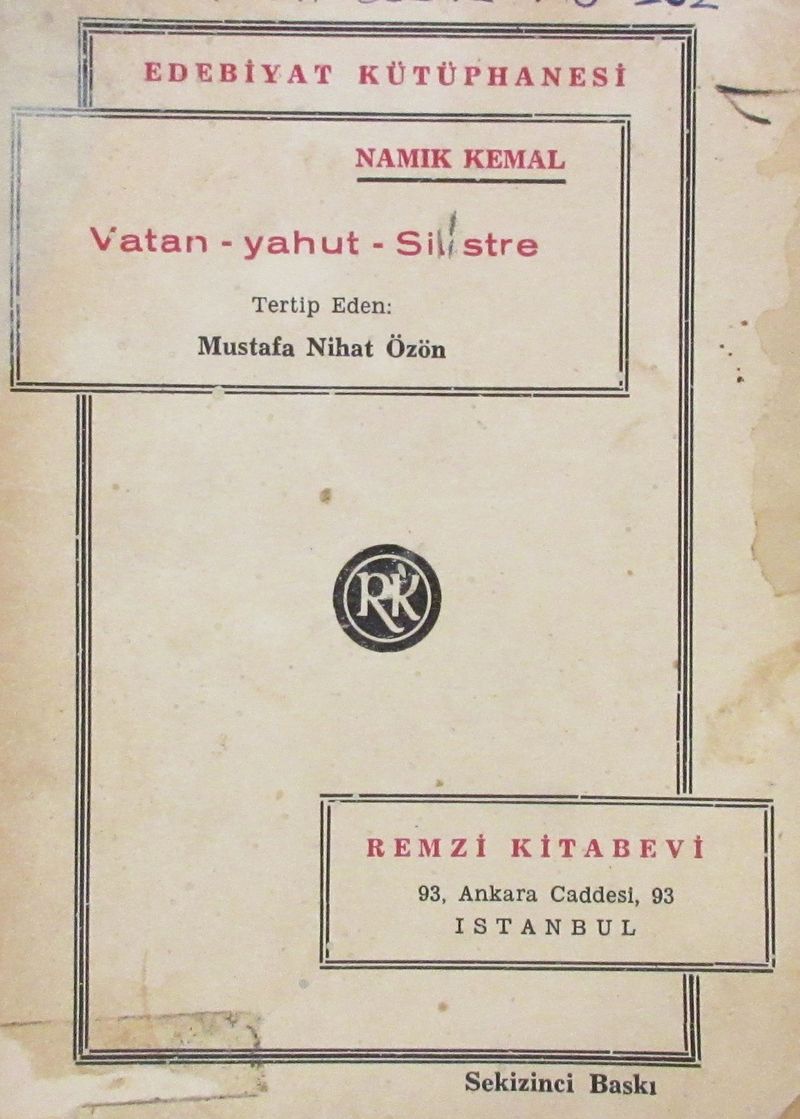 EDEBİYAT KÜTÜPHANESİ
NAMIK KEMAL
Vatan - yahut - Silistre
Tertip Eden:
Mustafa Nihat Özön
RK
REMZİ KİTABEVİ
93, Ankara Caddesi, 93
ISTANBUL
Sekizinci Baskı